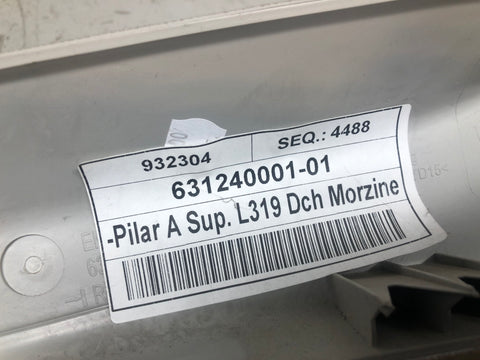 932304 SEQ.: 4488
631240001-01
-Pilar A Sup. L319 Dch Morzine